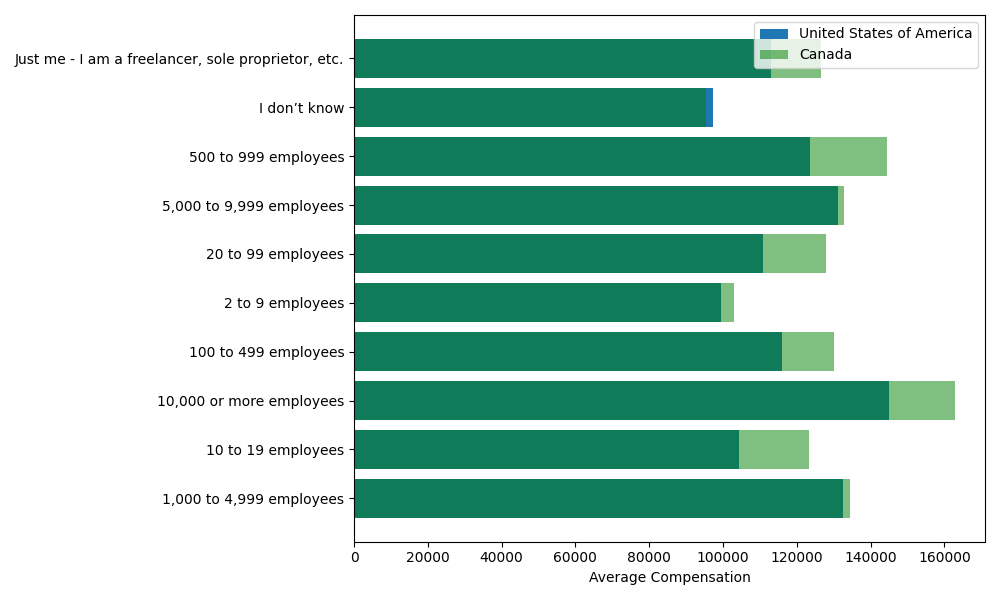 United States of America
Canada
Just me - I am a freelancer, sole proprietor, etc.
I don’t know
500 to 999 employees
5,000 to 9,999 employees
20 to 99 employees
2 to 9 employees
100 to 499 employees
10,000 or more employees
10 to 19 employees
1,000 to 4,999 employees
0 20000 40000 60000 80000 100000 120000 140000 160000
Average Compensation